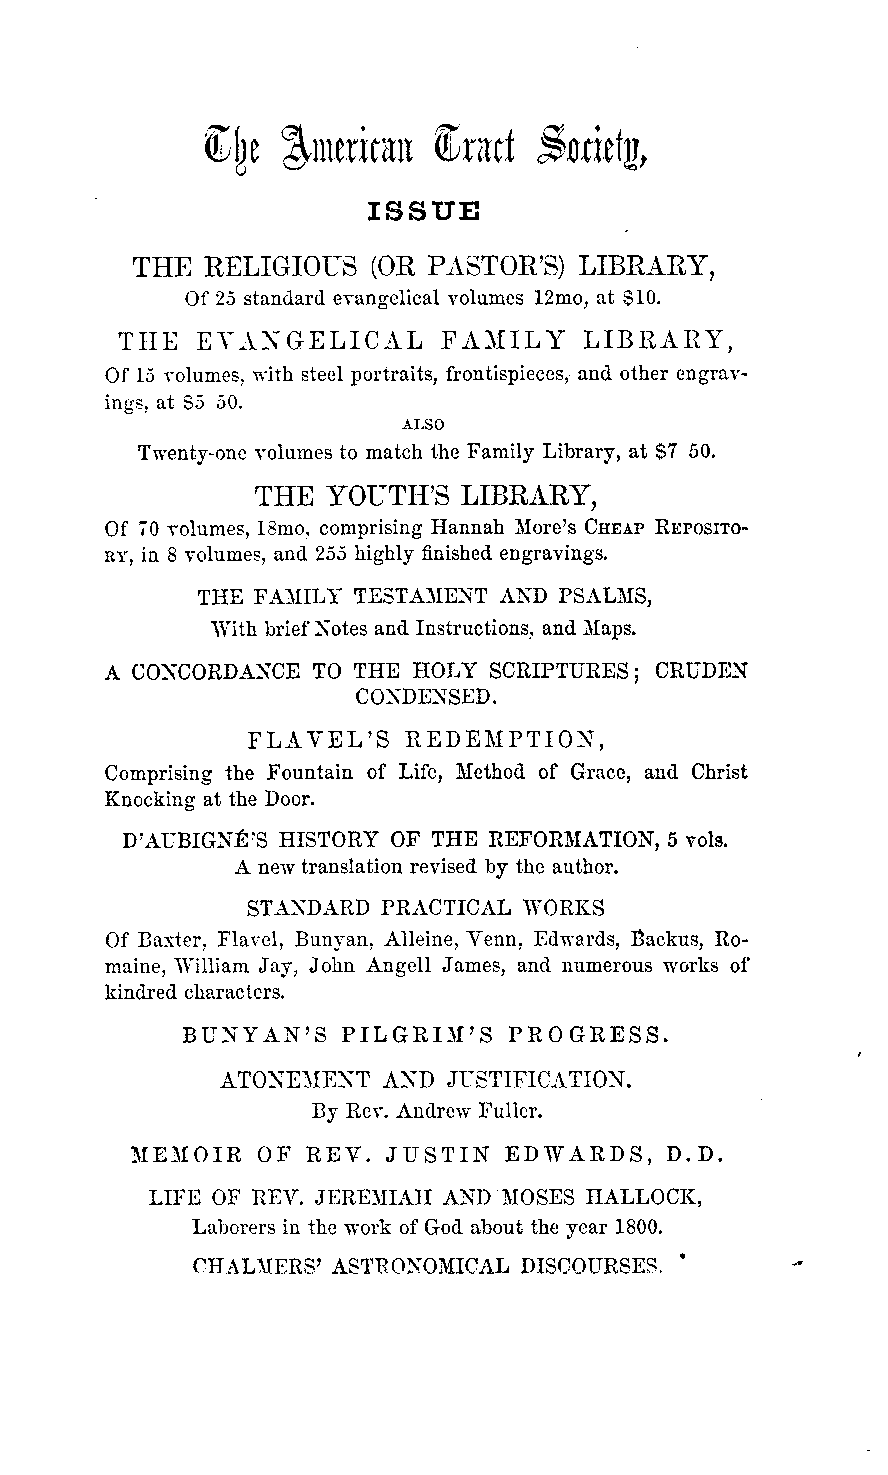 The American Tract Society,
ISSUE
THE RELIGIOUS (OR PASTOR'S) LIBRARY,
Of 25 standard evangelical volumes 12mo, at $10.
THE EVANGELICAL FAMILY LIBRARY,
Of 15 volumes, with steel portraits, frontispieces, and other engrav-
ings, at $5 50.
ALSO
Twenty-one volumes to match the Family Library, at $7 50.
THE YOUTH'S LIBRARY,
Of 70 volumes, 18mo, comprising Hannah More's CHEAP REPOSITO-
RY, in 8 volumes, and 255 highly finished engravings.
THE FAMILY TESTAMENT AND PSALMS,
With brief Notes and Instructions, and Maps.
A CONCORDANCE TO THE HOLY SCRIPTURES; CRUDEN
CONDENSED.
FLAVEL'S REDEMPTION,
Comprising the Fountain of Life, Method of Grace, and Christ
Knocking at the Door.
D'AUBIGNÉ'S HISTORY OF THE REFORMATION, 5 vols.
A new translation revised by the author.
STANDARD PRACTICAL WORKS
Of Baxter, Flavel, Bunyan, Alleine, Venn, Edwards, Backus, Ro-
maine, William Jay, John Angell James, and numerous works of
kindred characters.
BUNYAN'S PILGRIM'S PROGRESS.
ATONEMENT AND JUSTIFICATION.
By Rev. Andrew Fuller.
MEMOIR OF REV. JUSTIN EDWARDS, D.D.
LIFE OF REV. JEREMIAH AND MOSES HALLOCK,
Laborers in the work of God about the year 1800.
CHALMERS' ASTRONOMICAL DISCOURSES.